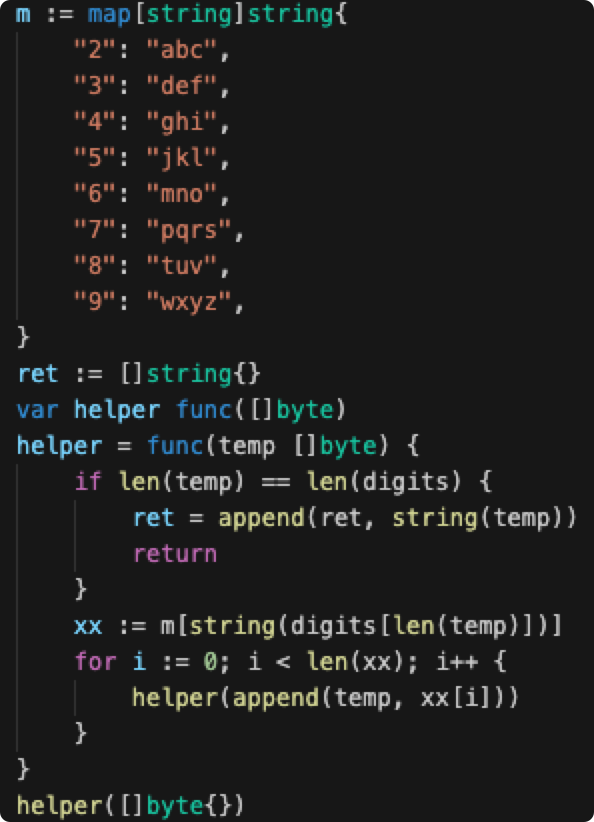 m := map[string]string{
    "2": "abc",
    "3": "def",
    "4": "ghi",
    "5": "jkl",
    "6": "mno",
    "7": "pqrs",
    "8": "tuv",
    "9": "wxyz",
}
ret := []string{}
var helper func([]byte)
helper = func(temp []byte) {
    if len(temp) == len(digits) {
        ret = append(ret, string(temp))
        return
    }
    xx := m[string(digits[len(temp)])]
    for i := 0; i < len(xx); i++ {
        helper(append(temp, xx[i]))
    }
}
helper([]byte{})